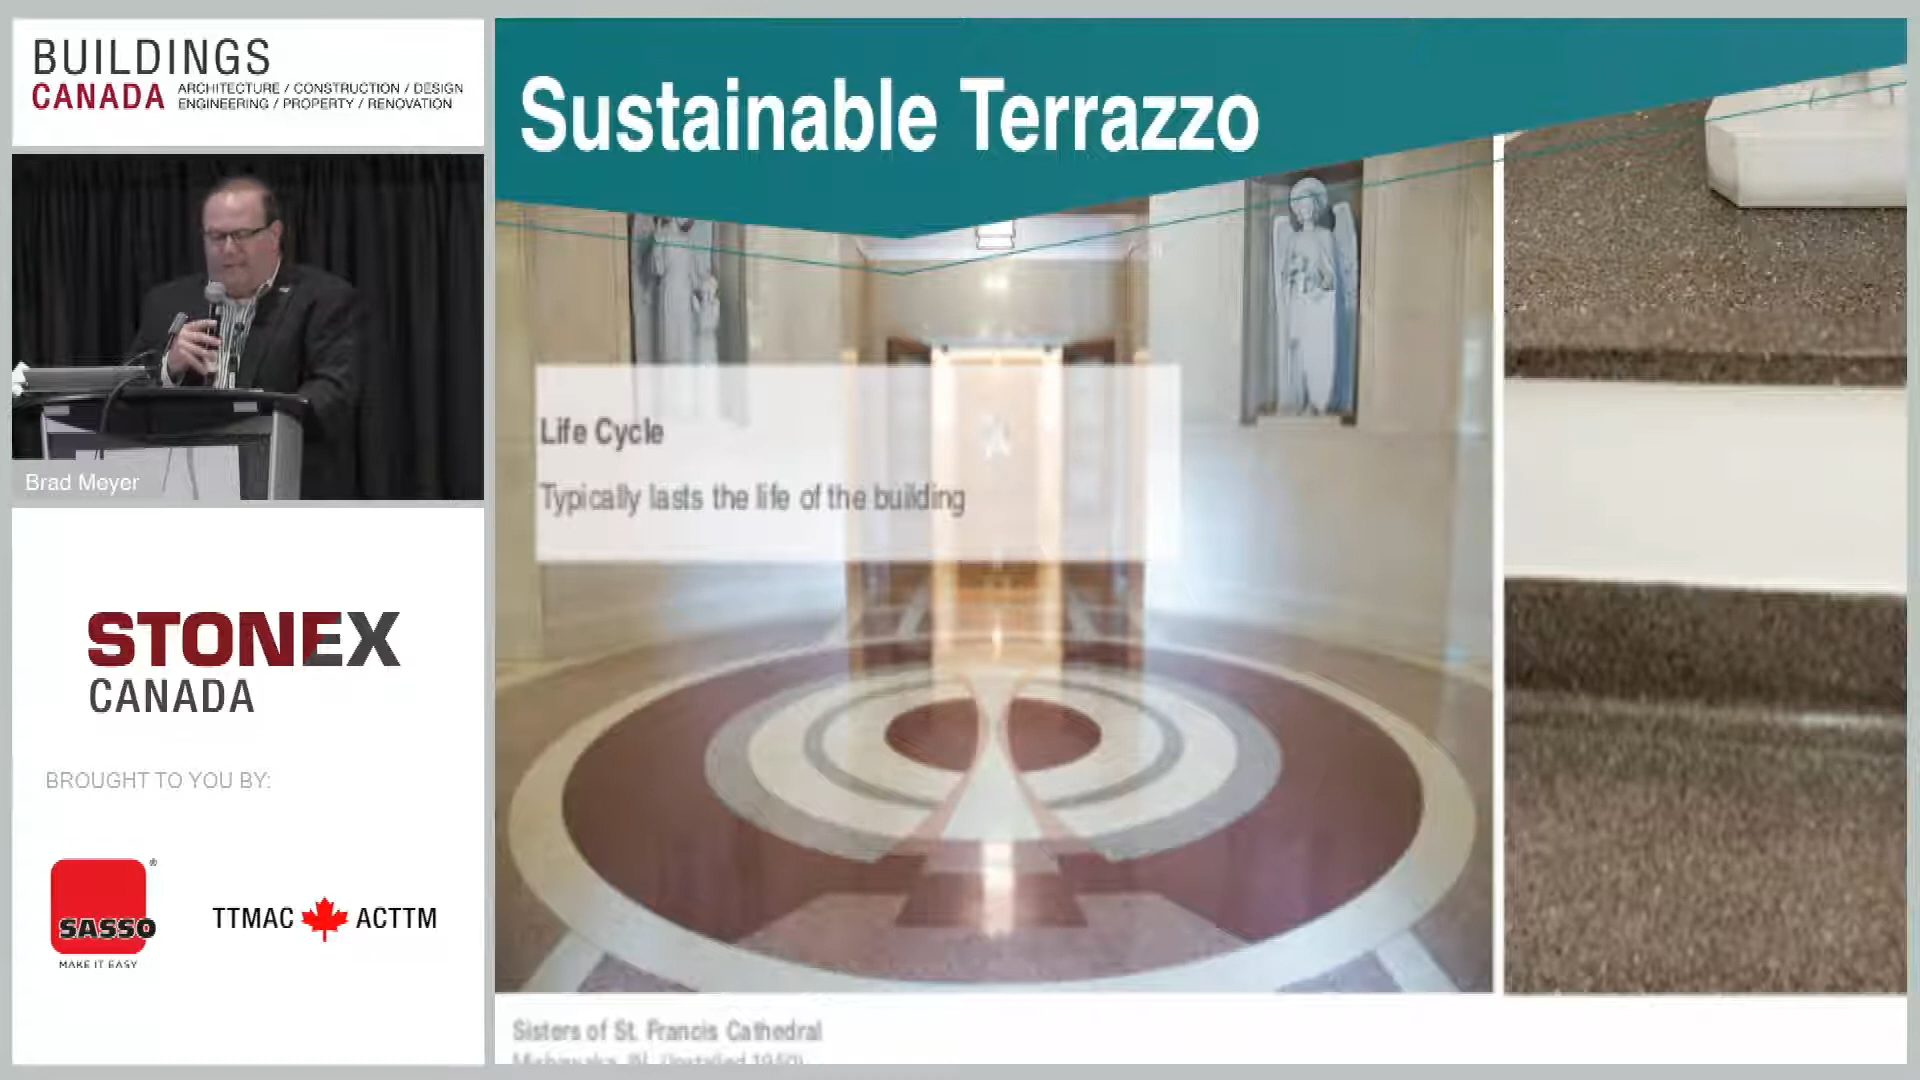 BUILDINGS
CANADA
ARCHITECTURE / CONSTRUCTION / DESIGN
ENGINEERING / PROPERTY / RENOVATION
Brad Meyer
STONEX
CANADA
BROUGHT TO YOU BY:
SASSO
®
MAKE IT EASY
TTMAC ACTTM
Sustainable Terrazzo
Life Cycle
Typically lasts the life of the building
Sisters of St. Francis Cathedral